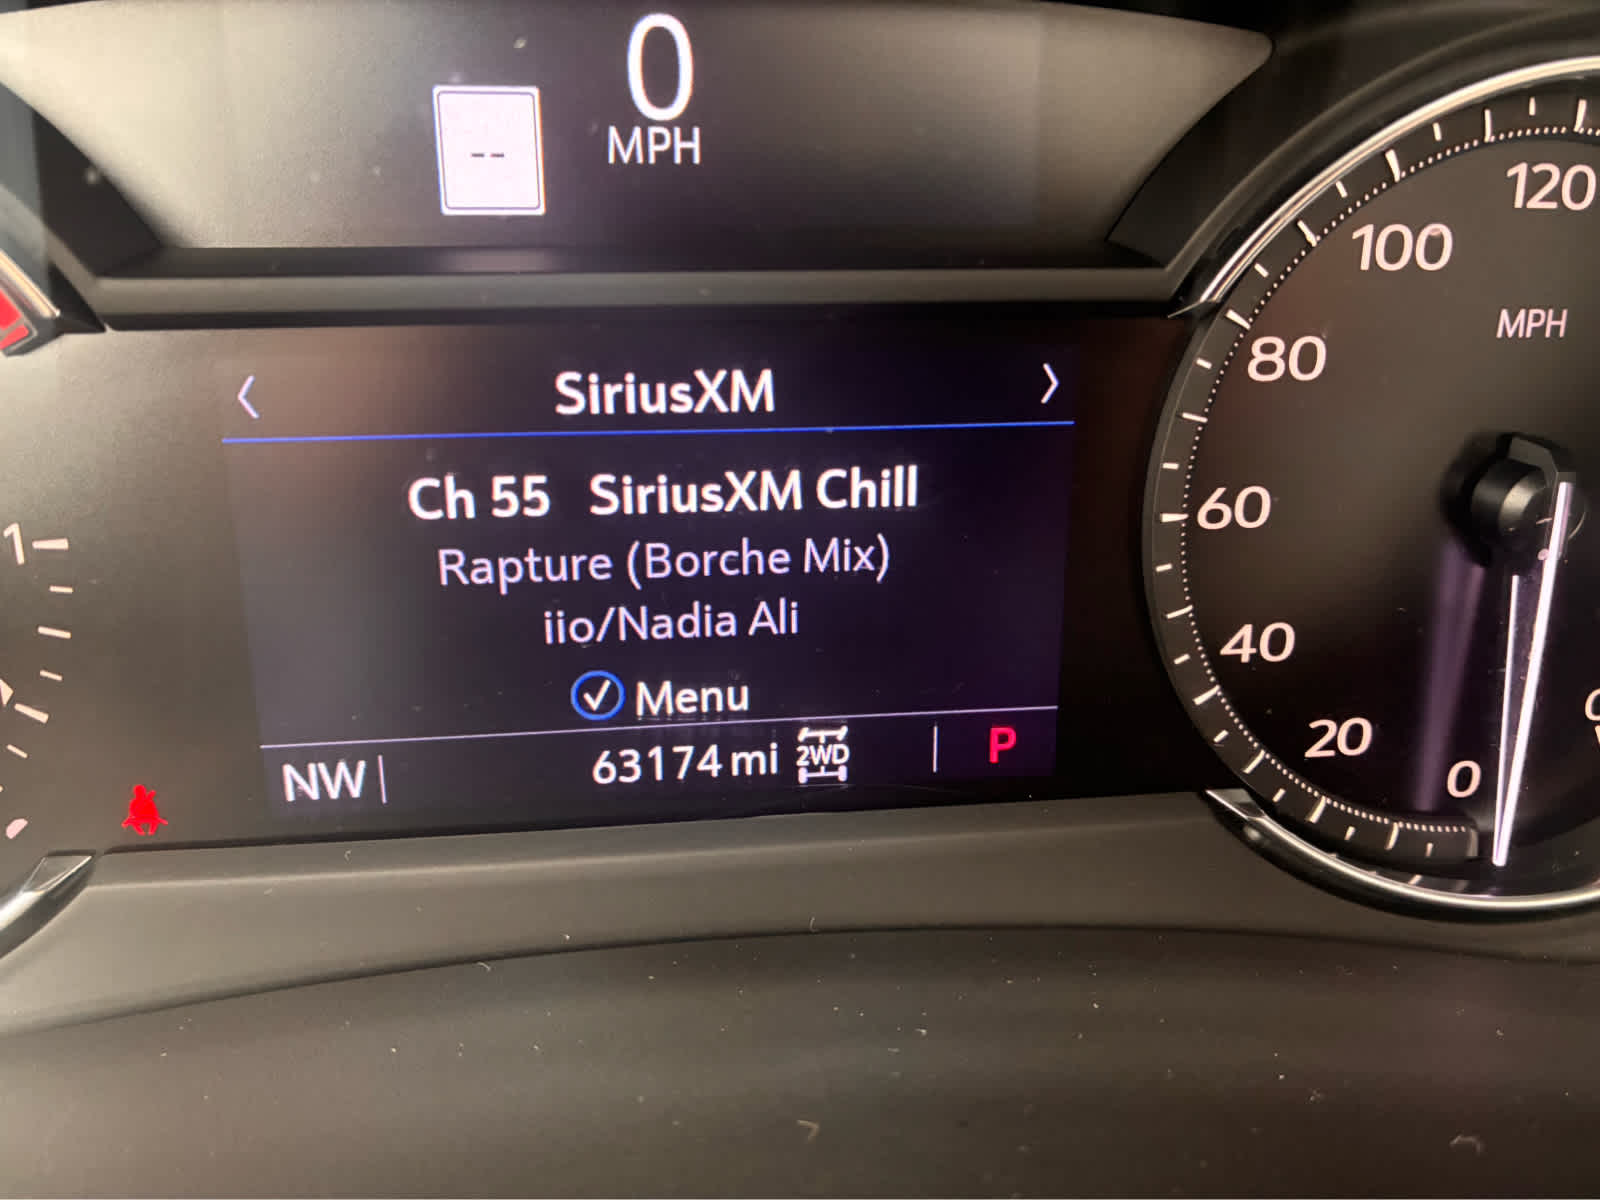 0
MPH
--
120
100
MPH
80
60
40
20
0
SiriusXM
Ch 55 SiriusXM Chill
Rapture (Borche Mix)
iio/Nadia Ali
Menu
NW 63174 mi 2WD P
1